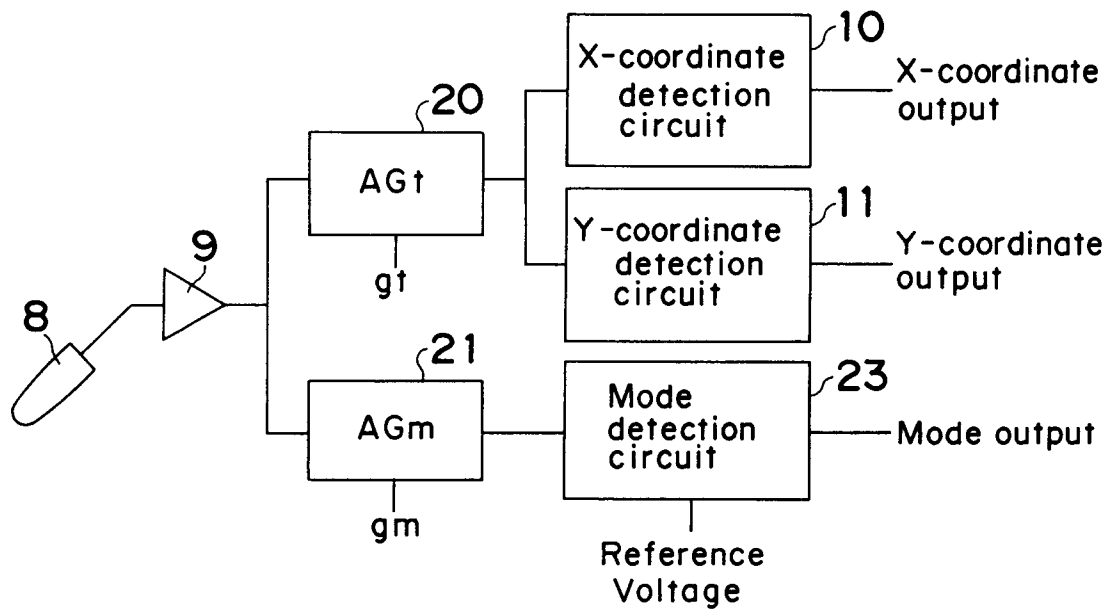 10
X-coordinate
detection
circuit
X-coordinate
output
20
AGt
gt
11
Y-coordinate
detection
circuit
Y-coordinate
output
9
8
21
AGm
gm
23
Mode
detection
circuit
Mode output
Reference
Voltage